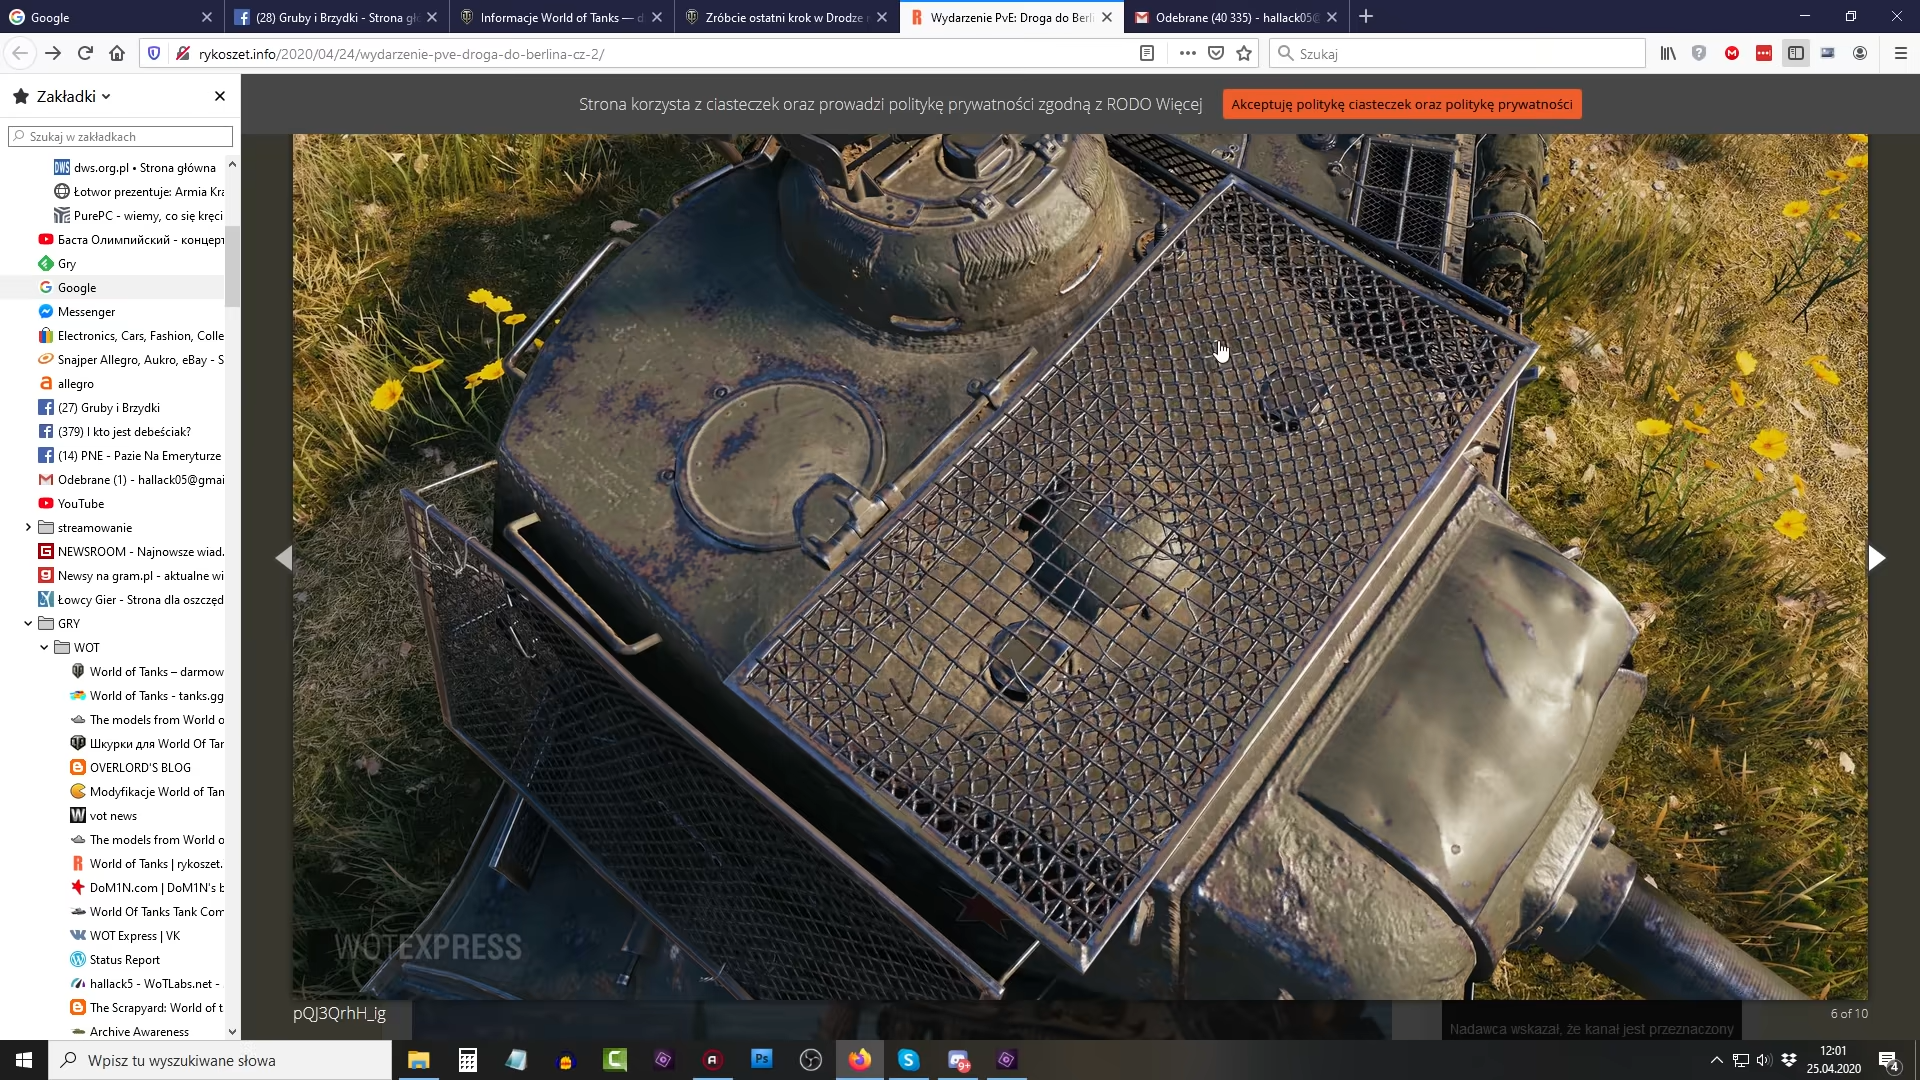 Google
(28) Gruby i Brzydki - Strona gł
Informacje World of Tanks — d
Zróbcie ostatni krok w Drodze
Wydarzenie PvE: Droga do Berl
Odebrane (40 335) - hallack05@
rykoszet.info/2020/04/24/wydarzenie-pve-droga-do-berlina-cz-2/
Szukaj
Zakładki
Szukaj w zakładkach
dws.org.pl • Strona główna
Łotwor prezentuje: Armia Kra
PurePC - wiemy, co się kręci
Баста Олимпийский - концерт
Gry
Google
Messenger
Electronics, Cars, Fashion, Colle
Snajper Allegro, Aukro, eBay - S
allegro
(27) Gruby i Brzydki
(379) I kto jest debeściak?
(14) PNE - Pazie Na Emeryturze
Odebrane (1) - hallack05@gmai
YouTube
streamowanie
NEWSROOM - Najnowsze wiad.
Newsy na gram.pl - aktualne wi
Łowcy Gier - Strona dla oszczęd
GRY
WOT
World of Tanks – darmow
World of Tanks - tanks.gg
The models from World o
Шкурки для World Of Tan
OVERLORD'S BLOG
Modyfikacje World of Tan
vot news
The models from World o
World of Tanks | rykoszet.
DoM1N.com | DoM1N's b
World Of Tanks Tank Com
WOT Express | VK
Status Report
hallack5 - WoTLabs.net -
The Scrapyard: World of t
Archive Awareness
Strona korzysta z ciasteczek oraz prowadzi politykę prywatności zgodną z RODO Więcej
Akceptuję politykę ciasteczek oraz politykę prywatności
WOTEXPRESS
pQJ3QrhH_ig
6 of 10
Nadawca wskazał, że kanał jest przeznaczony
Wpisz tu wyszukiwane słowa
Ps
9+
12:01
25.04.2020
4